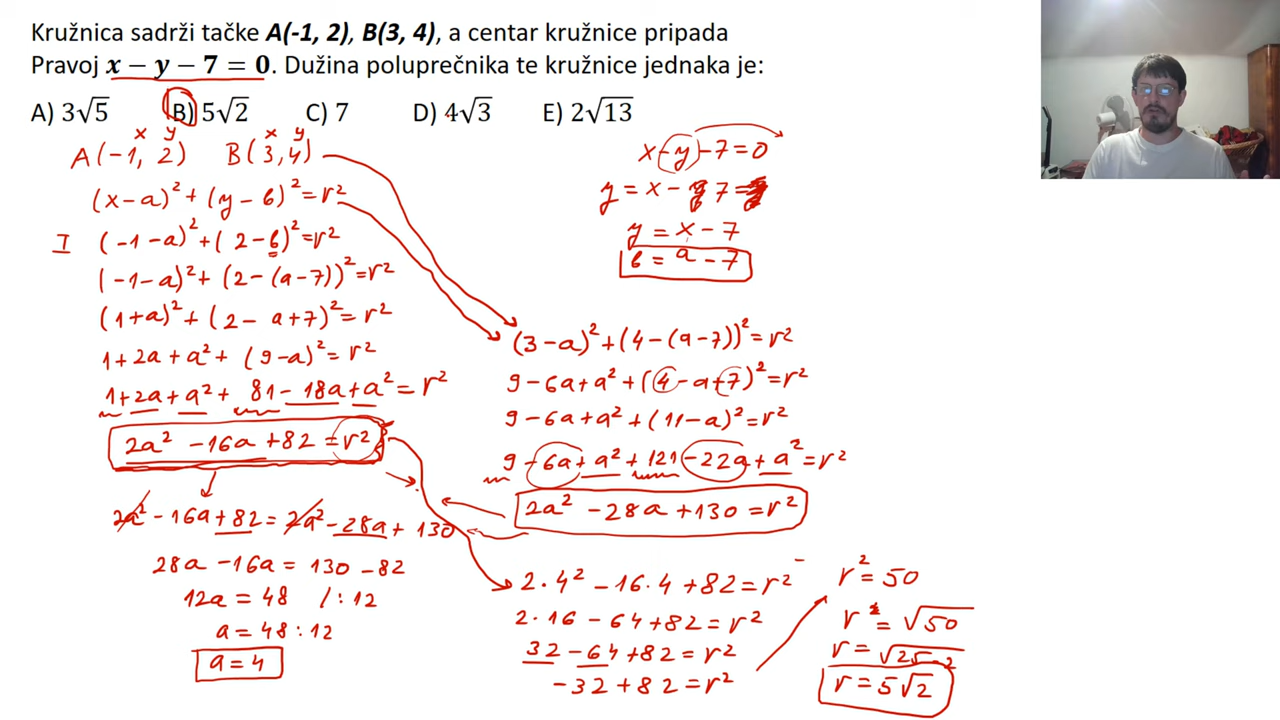 Kružnica sadrži tačke A(-1, 2), B(3, 4), a centar kružnice pripada
Pravoj x − y − 7 = 0. Dužina poluprečnika te kružnice jednaka je:
A) 3√5 B) 5√2 C) 7 D) 4√3 E) 2√13
x y x y
A(-1, 2) B(3,4)
(x-a)² + (y-б)² = r²
I (-1-a)² + (2-б)² = r²
(-1-a)² + (2-(a-7))² = r²
(1+a)² + (2-a+7)² = r²
1+2a+a² + (9-a)² = r²
1+2a+a² + 81-18a+a² = r²
2a² -16a +82 = r²
2a² -16a +82 = 2a² -28a + 130
28a -16a = 130 -82
12a = 48 /:12
a = 48:12
a = 4
x-y-7=0
y = x - 7 =
y = x - 7
б = a - 7
(3-a)² + (4-(a-7))² = r²
9-6a+a² + (4-a+7)² = r²
9-6a+a² + (11-a)² = r²
9-6a+a²+121-22a+a² = r²
2a² -28a +130 = r²
2·4² -16·4 +82 = r²
2·16 -64 +82 = r²
32 -64 +82 = r²
-32 +82 = r²
r² = 50
r = √50
r = √25·2
r = 5√2